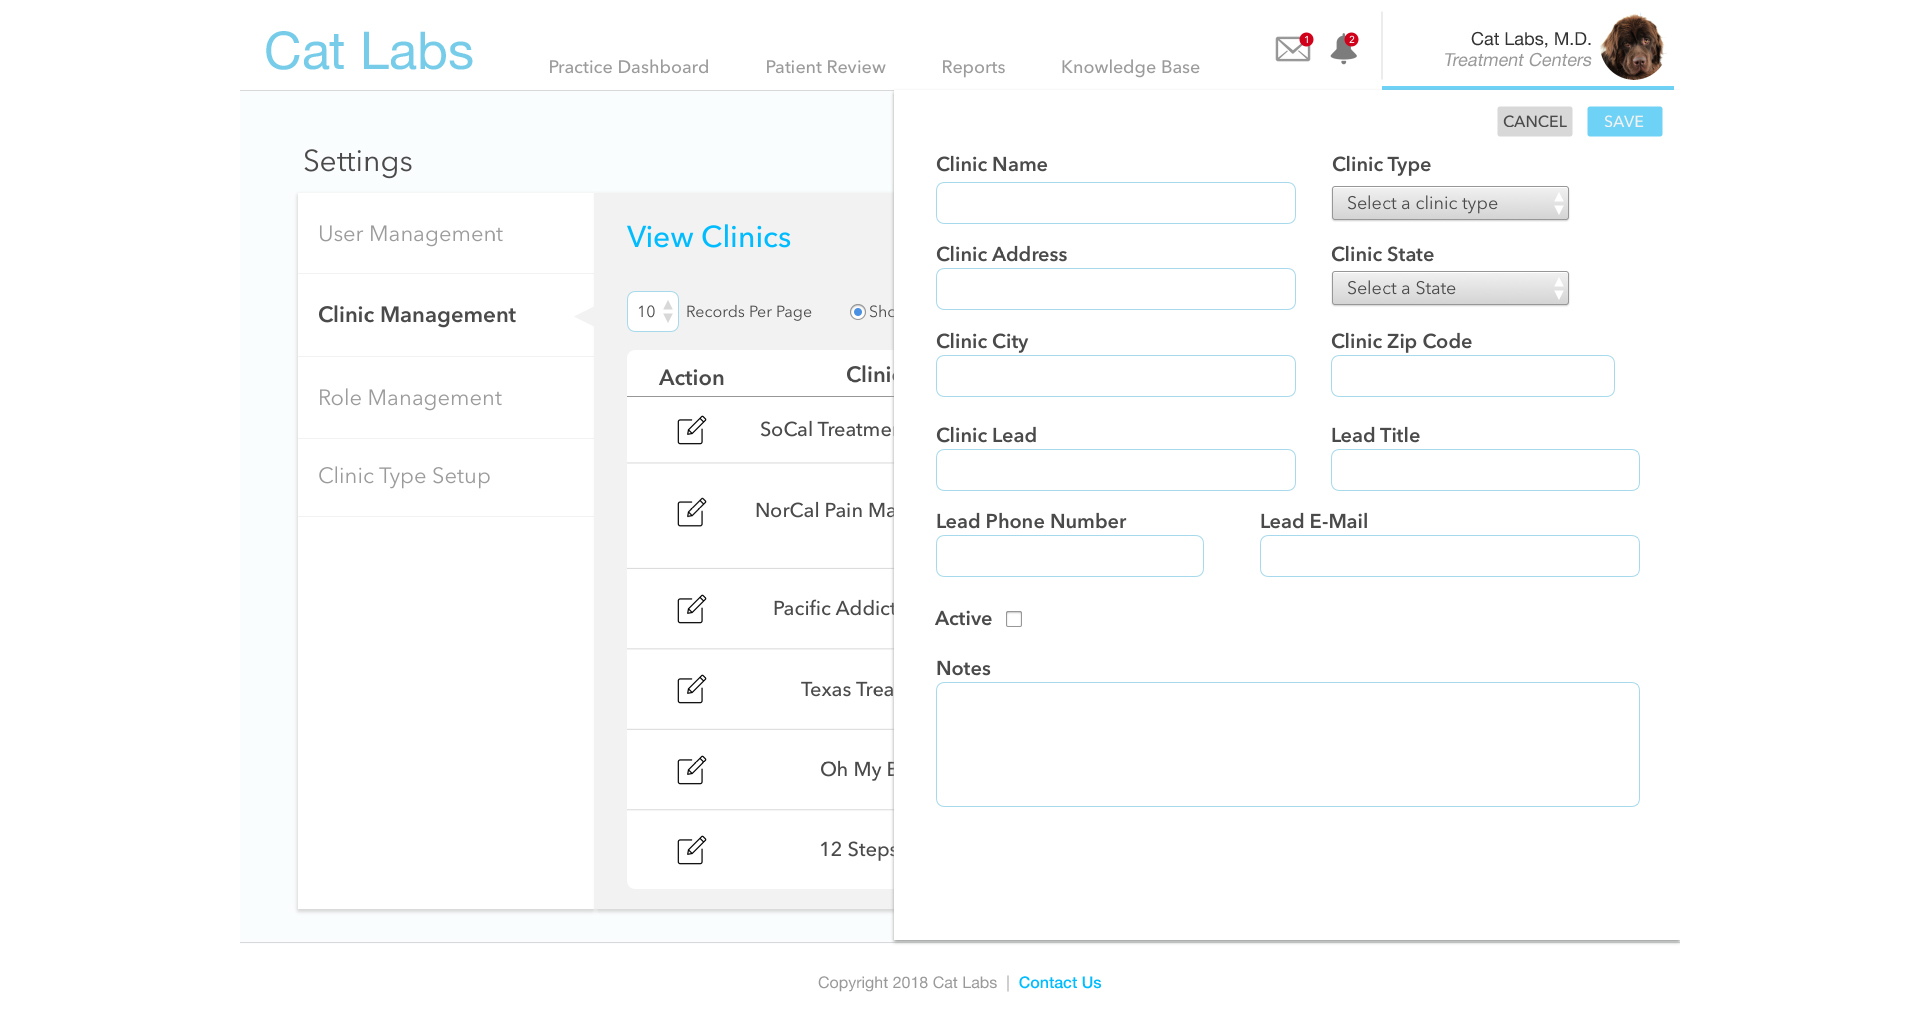 Cat Labs
Practice Dashboard
Patient Review
Reports
Knowledge Base
1
2
Cat Labs, M.D.
Treatment Centers
CANCEL
SAVE
Settings
User Management
Clinic Management
Role Management
Clinic Type Setup
View Clinics
10
Records Per Page
Sho
Action
Clinic
SoCal Treatme
NorCal Pain Ma
Pacific Addict
Texas Trea
Oh My
12 Steps
Clinic Name
Clinic Type
Select a clinic type
Clinic Address
Clinic State
Select a State
Clinic City
Clinic Zip Code
Clinic Lead
Lead Title
Lead Phone Number
Lead E-Mail
Active
Notes
Copyright 2018 Cat Labs | Contact Us